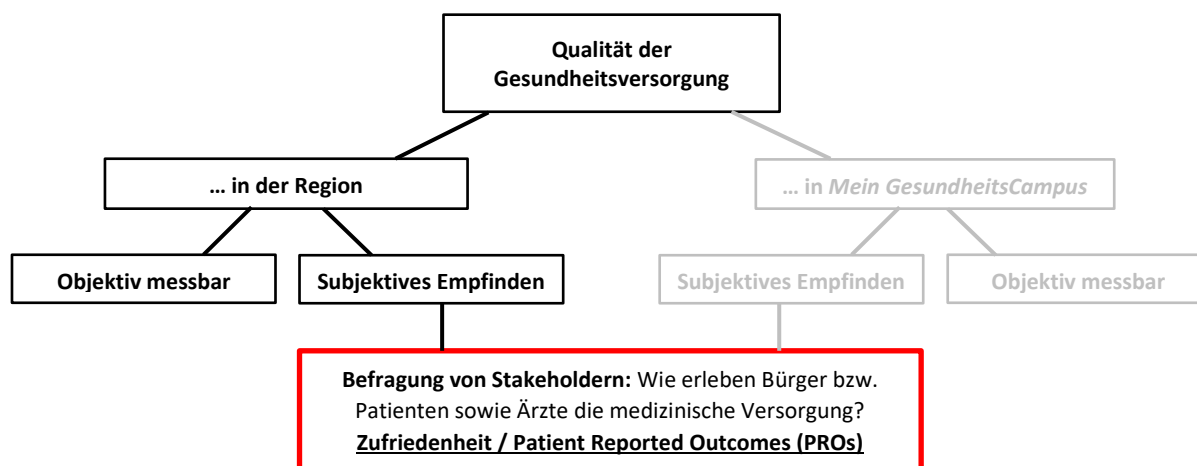 Qualität der
Gesundheitsversorgung
… in der Region
… in Mein GesundheitsCampus
Objektiv messbar
Subjektives Empfinden
Subjektives Empfinden
Objektiv messbar
Befragung von Stakeholdern: Wie erleben Bürger bzw.
Patienten sowie Ärzte die medizinische Versorgung?
Zufriedenheit / Patient Reported Outcomes (PROs)